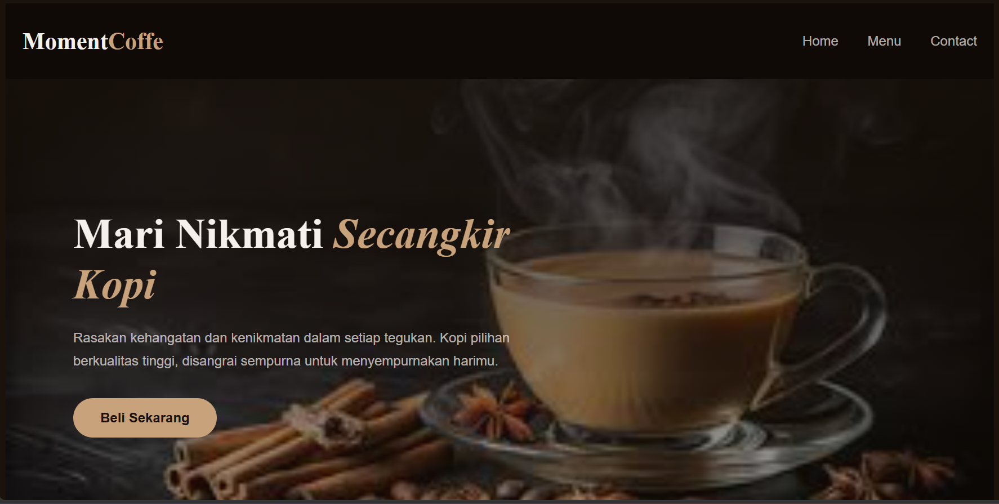 MomentCoffe
Home Menu Contact
Mari Nikmati Secangkir
Kopi
Rasakan kehangatan dan kenikmatan dalam setiap tegukan. Kopi pilihan
berkualitas tinggi, disangrai sempurna untuk menyempurnakan harimu.
Beli Sekarang